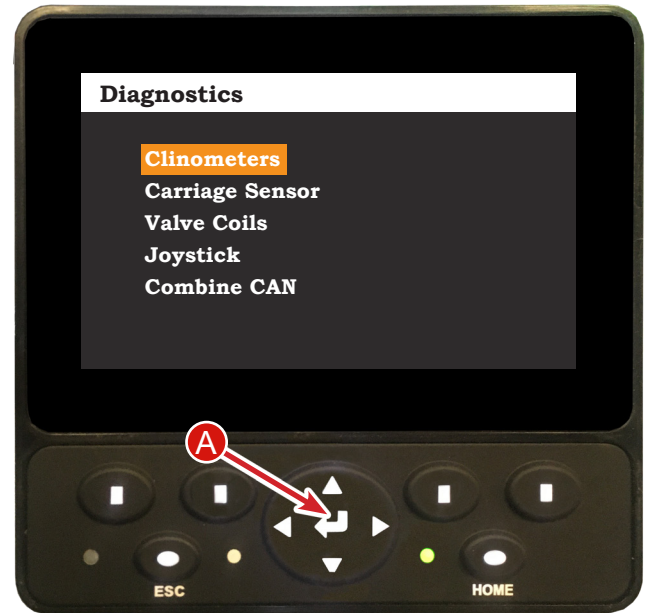 Diagnostics
Clinometers
Carriage Sensor
Valve Coils
Joystick
Combine CAN
A
ESC
HOME